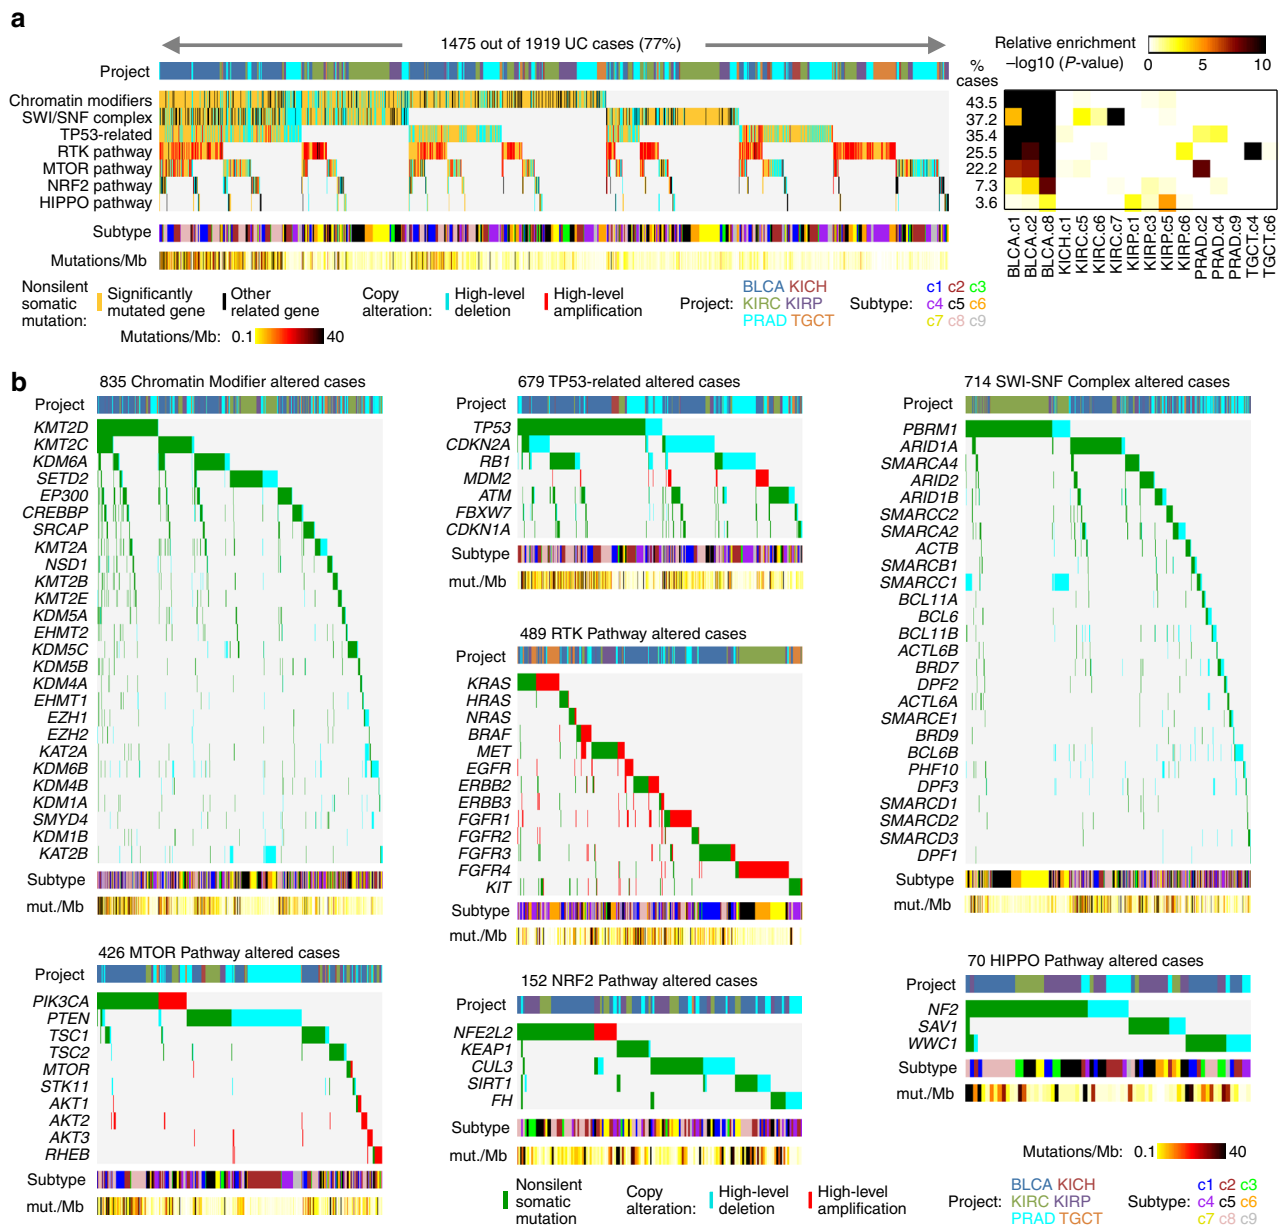 a
1475 out of 1919 UC cases (77%)
Relative enrichment
–log10 (P-value)
0 5 10
Project
% cases
Chromatin modifiers 43.5
SWI/SNF complex 37.2
TP53-related 35.4
RTK pathway 25.5
MTOR pathway 22.2
NRF2 pathway 7.3
HIPPO pathway 3.6
Subtype
Mutations/Mb
BLCA.c1
BLCA.c2
BLCA.c8
KICH.c1
KIRC.c5
KIRC.c6
KIRC.c7
KIRP.c1
KIRP.c3
KIRP.c5
KIRP.c6
PRAD.c2
PRAD.c4
PRAD.c9
TGCT.c4
TGCT.c6
Nonsilent somatic mutation:
Significantly mutated gene
Other related gene
Copy alteration:
High-level deletion
High-level amplification
Project:
BLCA KICH
KIRC KIRP
PRAD TGCT
Subtype:
c1 c2 c3
c4 c5 c6
c7 c8 c9
Mutations/Mb: 0.1 40
b
835 Chromatin Modifier altered cases
Project
KMT2D
KMT2C
KDM6A
SETD2
EP300
CREBBP
SRCAP
KMT2A
NSD1
KMT2B
KMT2E
KDM5A
EHMT2
KDM5C
KDM5B
KDM4A
EHMT1
EZH1
EZH2
KAT2A
KDM6B
KDM4B
KDM1A
SMYD4
KDM1B
KAT2B
Subtype
mut./Mb
426 MTOR Pathway altered cases
Project
PIK3CA
PTEN
TSC1
TSC2
MTOR
STK11
AKT1
AKT2
AKT3
RHEB
Subtype
mut./Mb
679 TP53-related altered cases
Project
TP53
CDKN2A
RB1
MDM2
ATM
FBXW7
CDKN1A
Subtype
mut./Mb
489 RTK Pathway altered cases
Project
KRAS
HRAS
NRAS
BRAF
MET
EGFR
ERBB2
ERBB3
FGFR1
FGFR2
FGFR3
FGFR4
KIT
Subtype
mut./Mb
152 NRF2 Pathway altered cases
Project
NFE2L2
KEAP1
CUL3
SIRT1
FH
Subtype
mut./Mb
Nonsilent somatic mutation
Copy alteration:
High-level deletion
High-level amplification
714 SWI-SNF Complex altered cases
Project
PBRM1
ARID1A
SMARCA4
ARID2
ARID1B
SMARCC2
SMARCA2
ACTB
SMARCB1
SMARCC1
BCL11A
BCL6
BCL11B
ACTL6B
BRD7
DPF2
ACTL6A
SMARCE1
BRD9
BCL6B
PHF10
DPF3
SMARCD1
SMARCD2
SMARCD3
DPF1
Subtype
mut./Mb
70 HIPPO Pathway altered cases
Project
NF2
SAV1
WWC1
Subtype
mut./Mb
Mutations/Mb: 0.1 40
Project:
BLCA KICH
KIRC KIRP
PRAD TGCT
Subtype:
c1 c2 c3
c4 c5 c6
c7 c8 c9